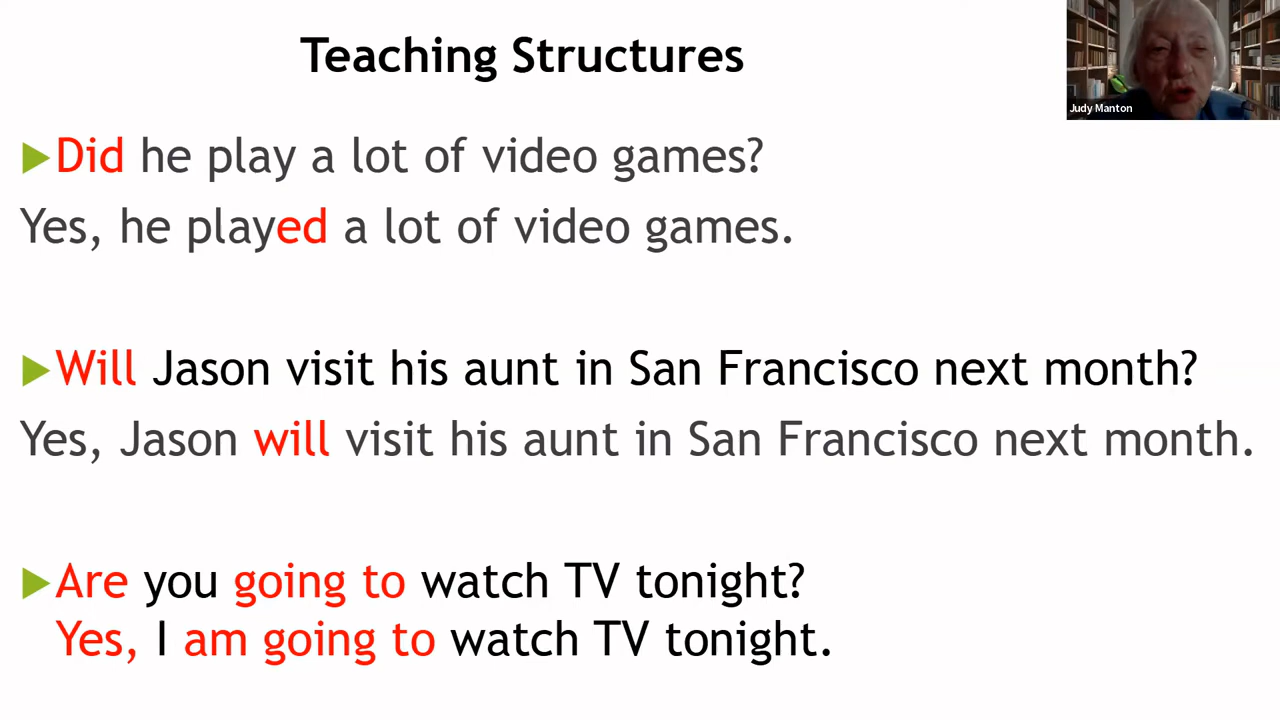 Teaching Structures
Judy Manton
Did he play a lot of video games?
Yes, he played a lot of video games.
Will Jason visit his aunt in San Francisco next month?
Yes, Jason will visit his aunt in San Francisco next month.
Are you going to watch TV tonight?
Yes, I am going to watch TV tonight.